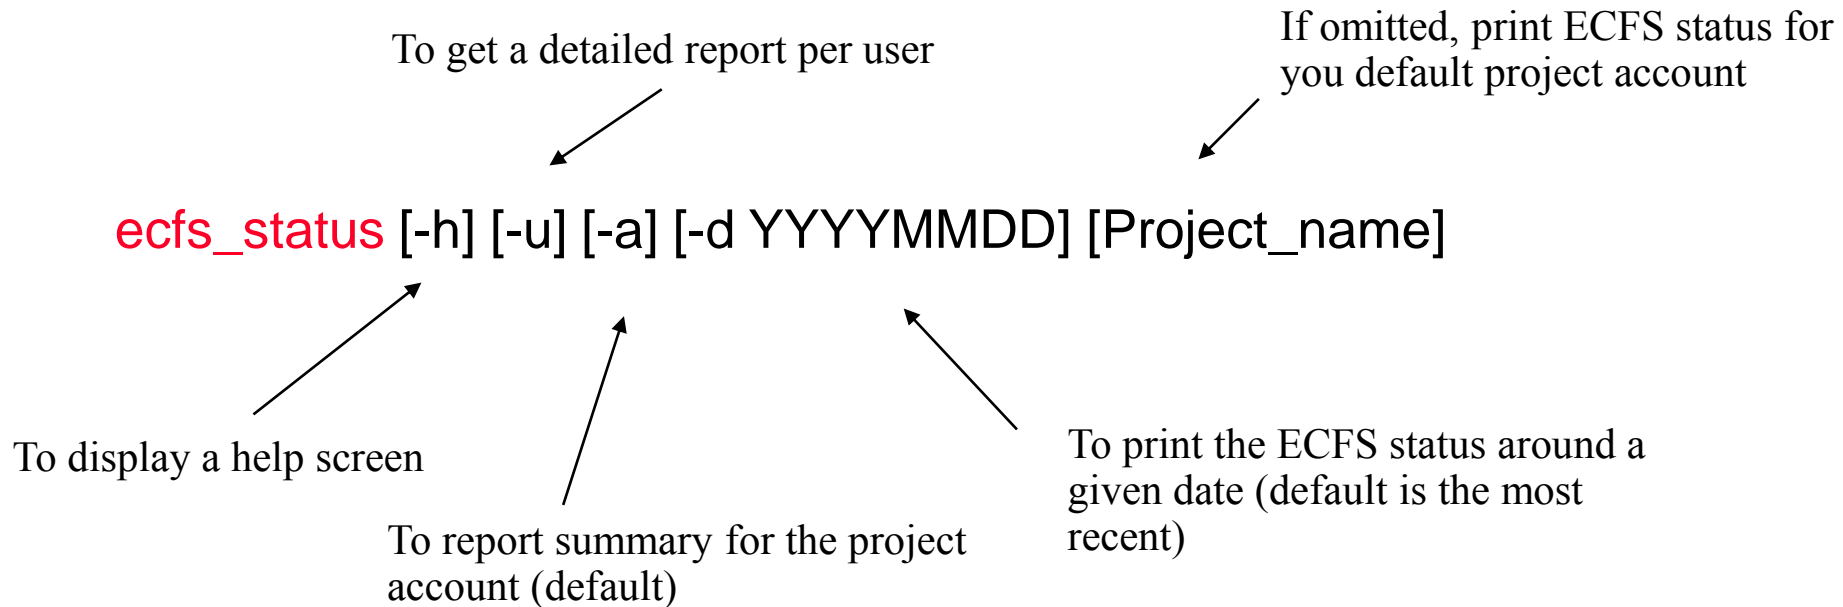 To get a detailed report per user
If omitted, print ECFS status for
you default project account
ecfs_status [-h] [-u] [-a] [-d YYYYMMDD] [Project_name]
To display a help screen
To report summary for the project
account (default)
To print the ECFS status around a
given date (default is the most
recent)